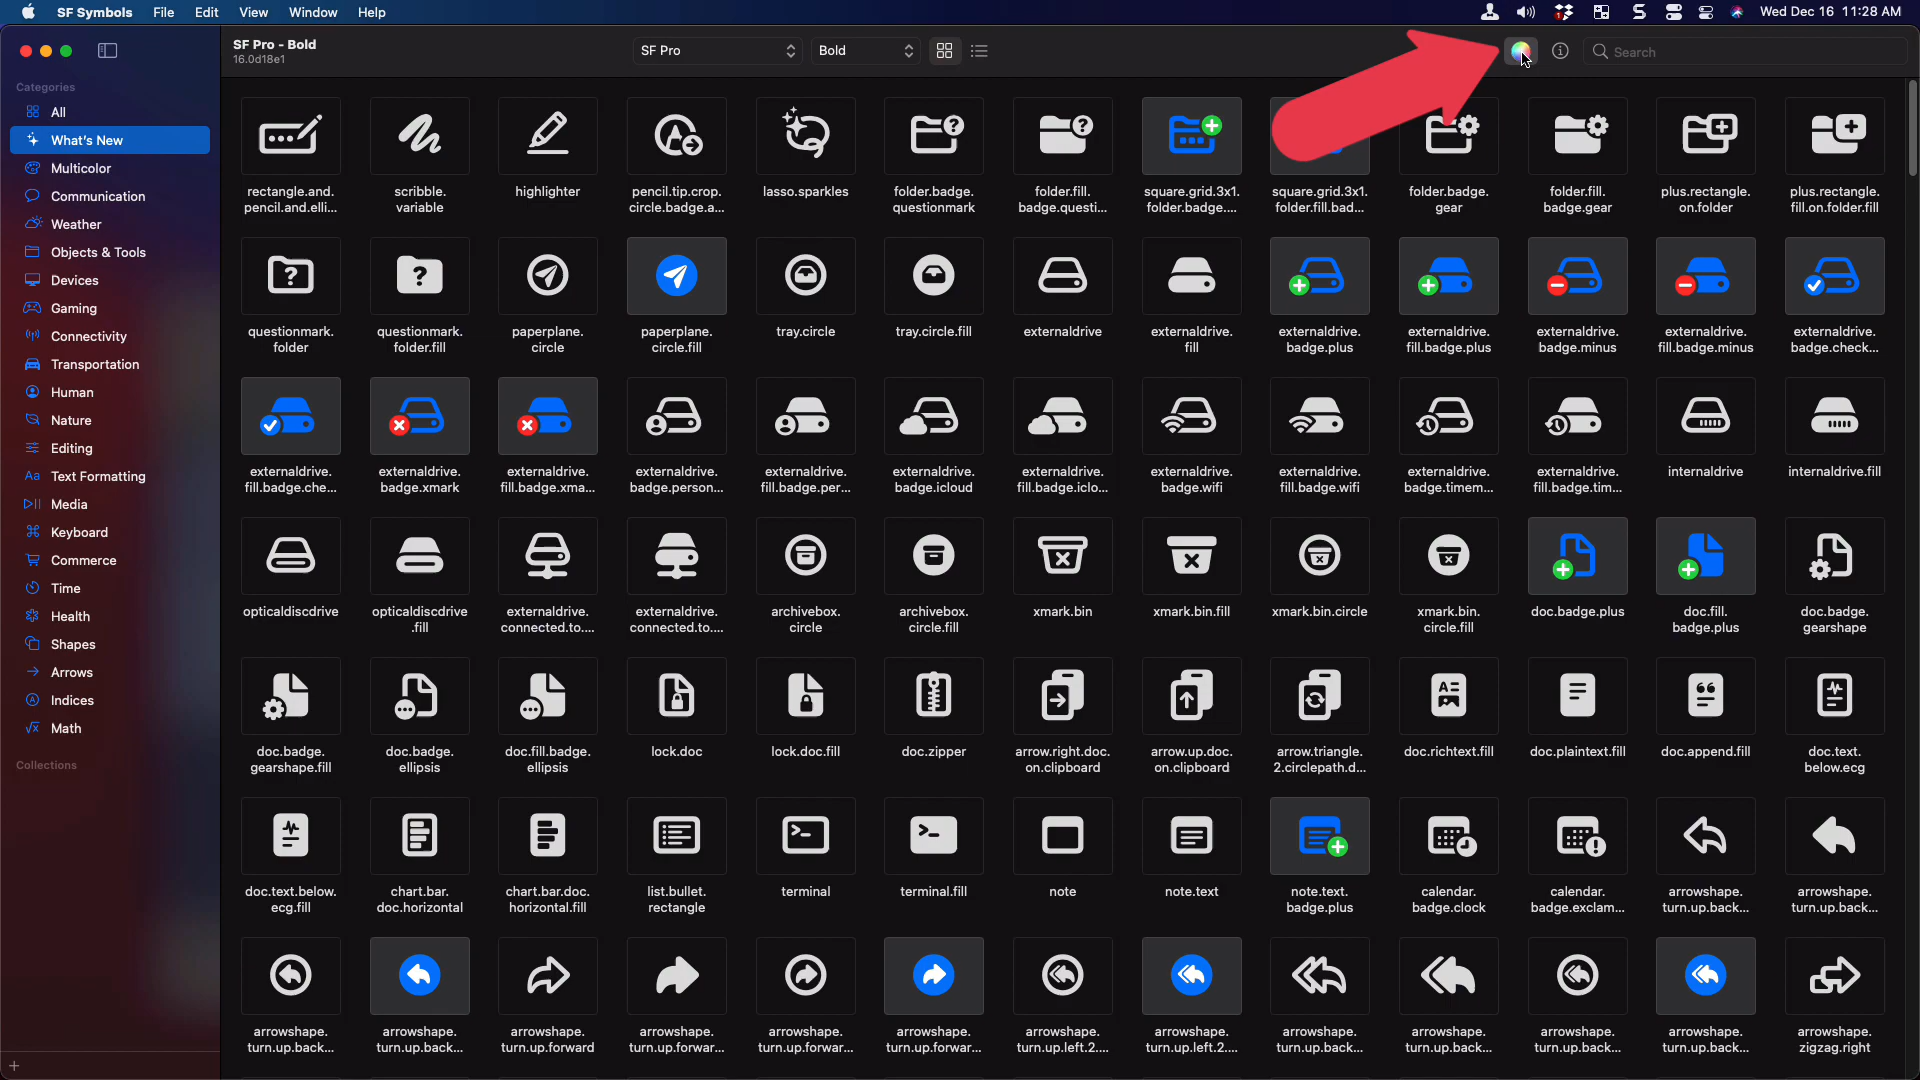 SF Symbols File Edit View Window Help
Wed Dec 16 11:28 AM
SF Pro - Bold
16.0d18e1
SF Pro
Bold
Search
Categories
All
What's New
Multicolor
Communication
Weather
Objects & Tools
Devices
Gaming
Connectivity
Transportation
Human
Nature
Editing
Text Formatting
Media
Keyboard
Commerce
Time
Health
Shapes
Arrows
Indices
Math
Collections
rectangle.and.
pencil.and.elli...
scribble.
variable
highlighter
pencil.tip.crop.
circle.badge.a...
lasso.sparkles
folder.badge.
questionmark
folder.fill.
badge.questi...
square.grid.3x1.
folder.badge....
square.grid.3x1.
folder.fill.bad...
folder.badge.
gear
folder.fill.
badge.gear
plus.rectangle.
on.folder
plus.rectangle.
fill.on.folder.fill
questionmark.
folder
questionmark.
folder.fill
paperplane.
circle
paperplane.
circle.fill
tray.circle
tray.circle.fill
externaldrive
externaldrive.
fill
externaldrive.
badge.plus
externaldrive.
fill.badge.plus
externaldrive.
badge.minus
externaldrive.
fill.badge.minus
externaldrive.
badge.check...
externaldrive.
fill.badge.che...
externaldrive.
badge.xmark
externaldrive.
fill.badge.xma...
externaldrive.
badge.person...
externaldrive.
fill.badge.per...
externaldrive.
badge.icloud
externaldrive.
fill.badge.iclo...
externaldrive.
badge.wifi
externaldrive.
fill.badge.wifi
externaldrive.
badge.timem...
externaldrive.
fill.badge.tim...
internaldrive
internaldrive.fill
opticaldiscdrive
opticaldiscdrive
.fill
externaldrive.
connected.to....
externaldrive.
connected.to....
archivebox.
circle
archivebox.
circle.fill
xmark.bin
xmark.bin.fill
xmark.bin.circle
xmark.bin.
circle.fill
doc.badge.plus
doc.fill.
badge.plus
doc.badge.
gearshape
doc.badge.
gearshape.fill
doc.badge.
ellipsis
doc.fill.badge.
ellipsis
lock.doc
lock.doc.fill
doc.zipper
arrow.right.doc.
on.clipboard
arrow.up.doc.
on.clipboard
arrow.triangle.
2.circlepath.d...
doc.richtext.fill
doc.plaintext.fill
doc.append.fill
doc.text.
below.ecg
doc.text.below.
ecg.fill
chart.bar.
doc.horizontal
chart.bar.doc.
horizontal.fill
list.bullet.
rectangle
terminal
terminal.fill
note
note.text
note.text.
badge.plus
calendar.
badge.clock
calendar.
badge.exclam...
arrowshape.
turn.up.back...
arrowshape.
turn.up.back...
arrowshape.
turn.up.back...
arrowshape.
turn.up.back...
arrowshape.
turn.up.forward
arrowshape.
turn.up.forwar...
arrowshape.
turn.up.forwar...
arrowshape.
turn.up.forwar...
arrowshape.
turn.up.left.2....
arrowshape.
turn.up.left.2....
arrowshape.
turn.up.back...
arrowshape.
turn.up.back...
arrowshape.
turn.up.back...
arrowshape.
turn.up.back...
arrowshape.
zigzag.right